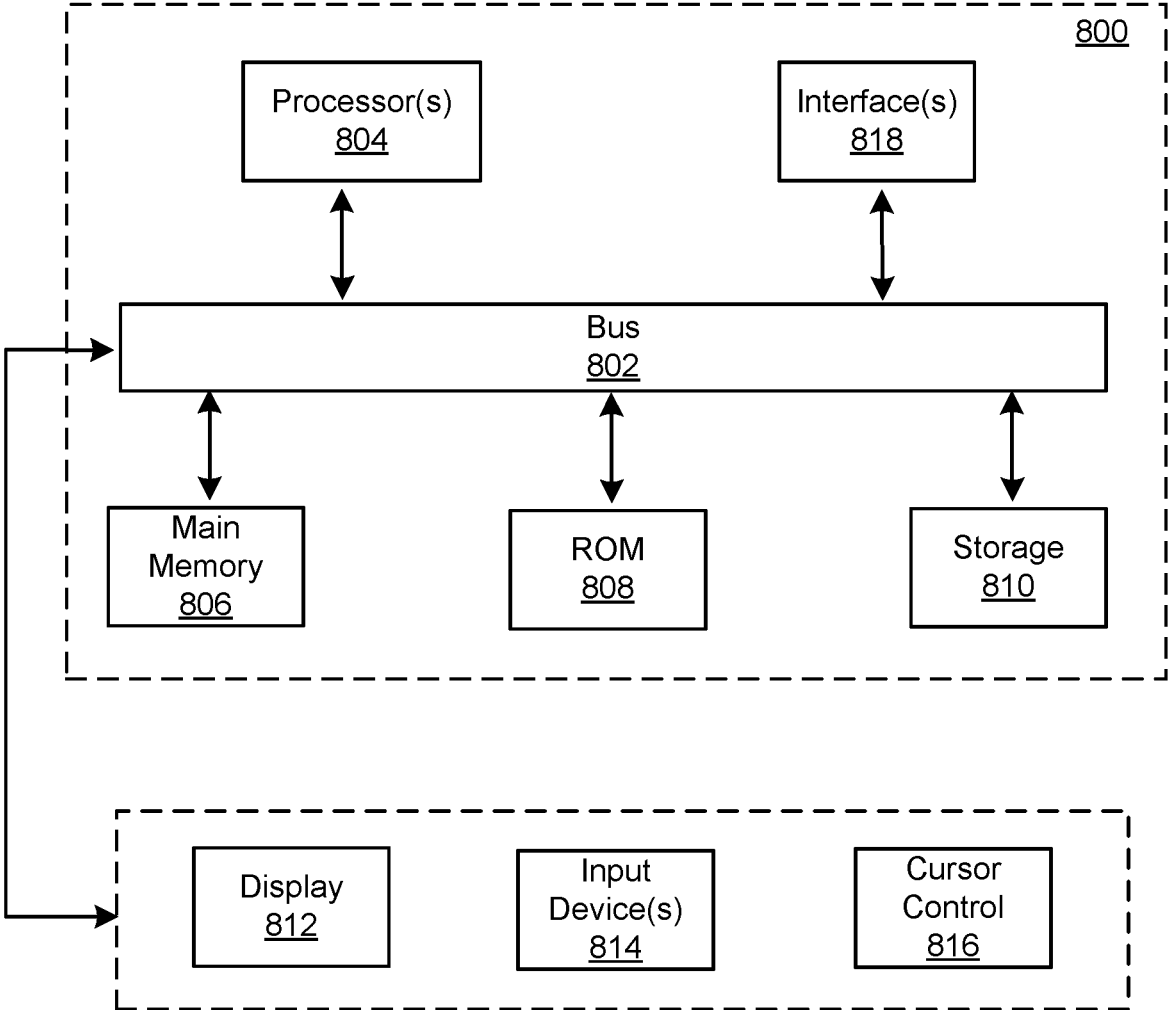 800
Processor(s)
804
Interface(s)
818
Bus
802
Main
Memory
806
ROM
808
Storage
810
Display
812
Input
Device(s)
814
Cursor
Control
816